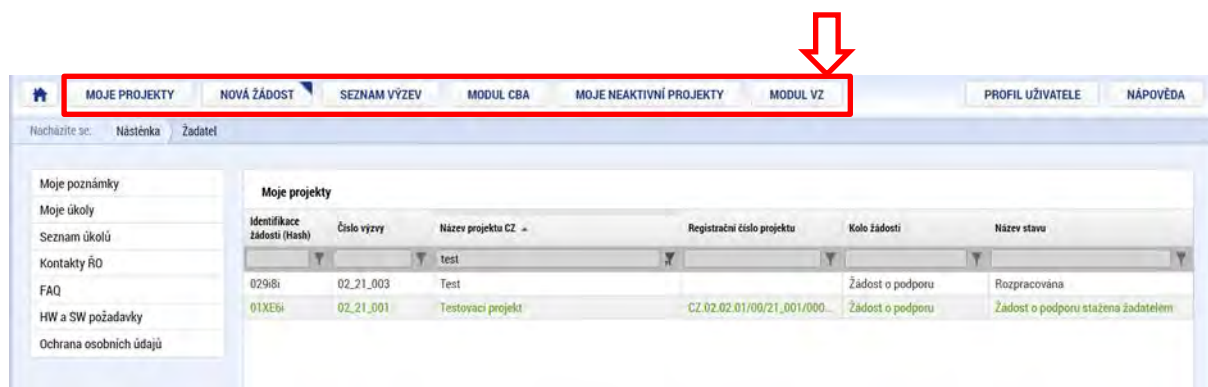 MOJE PROJEKTY NOVÁ ŽÁDOST SEZNAM VÝZEV MODUL CBA MOJE NEAKTIVNÍ PROJEKTY MODUL VZ PROFIL UŽIVATELE NÁPOVĚDA
Nacházíte se: Nástěnka Žadatel
Moje poznámky
Moje úkoly
Seznam úkolů
Kontakty ŘO
FAQ
HW a SW požadavky
Ochrana osobních údajů
Moje projekty
Identifikace žádosti (Hash) Číslo výzvy Název projektu CZ Registrační číslo projektu Kolo žádosti Název stavu
test
029i8i 02_21_003 Test Žádost o podporu Rozpracována
01XE6i 02_21_001 Testovací projekt CZ.02.02.01/00/21_001/000... Žádost o podporu Žádost o podporu stažena žadatelem